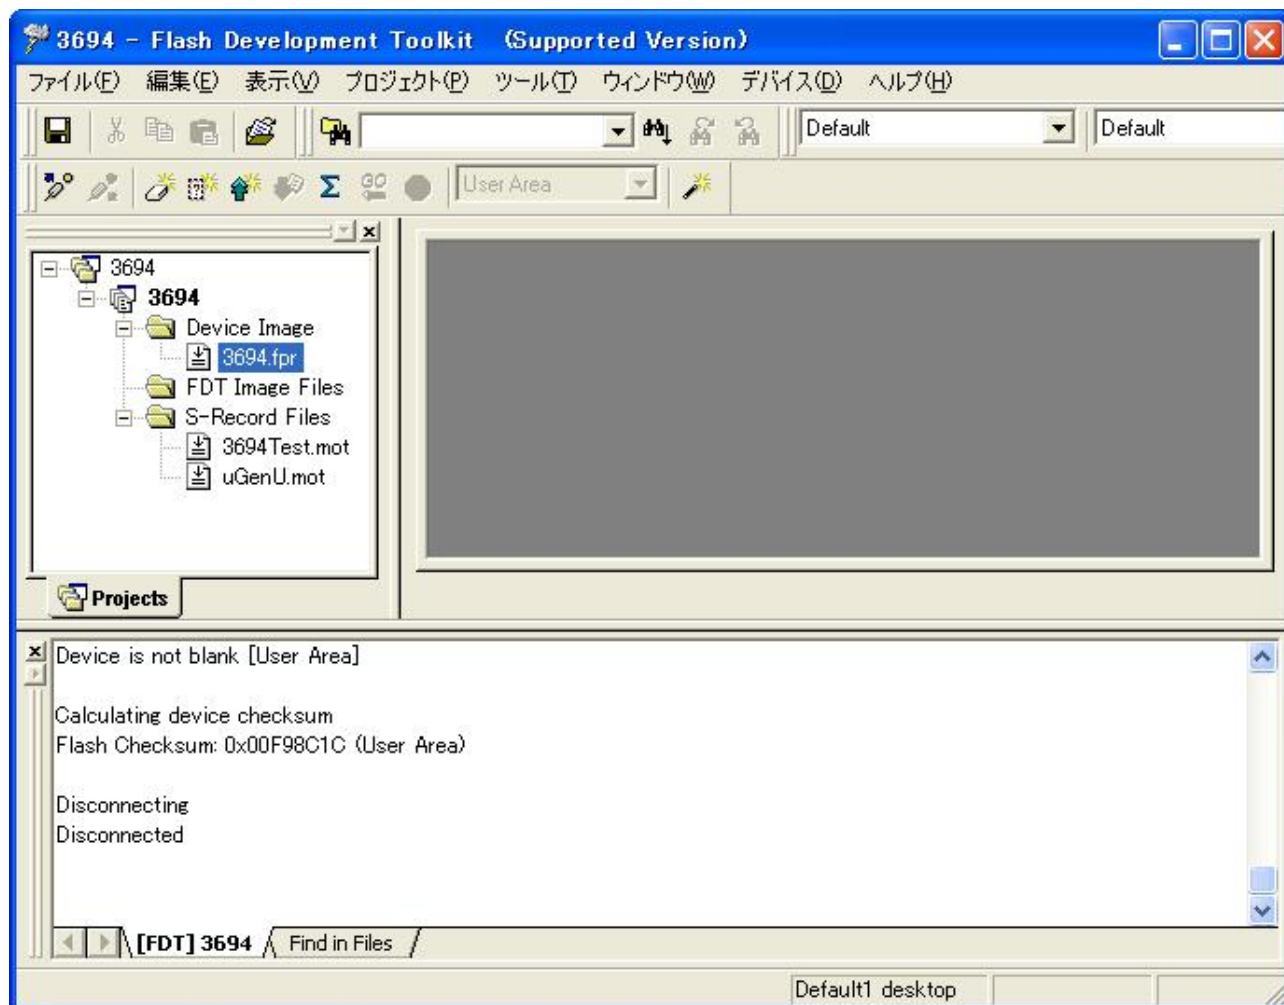 3694 - Flash Development Toolkit (Supported Version)
ファイル(F) 編集(E) 表示(V) プロジェクト(P) ツール(T) ウィンドウ(W) デバイス(D) ヘルプ(H)
Default Default
GO User Area
3694
3694
Device Image
3694.fpr
FDT Image Files
S-Record Files
3694Test.mot
uGenU.mot
Projects
Device is not blank [User Area]
Calculating device checksum
Flash Checksum: 0x00F98C1C (User Area)
Disconnecting
Disconnected
[FDT] 3694 Find in Files
Default1 desktop